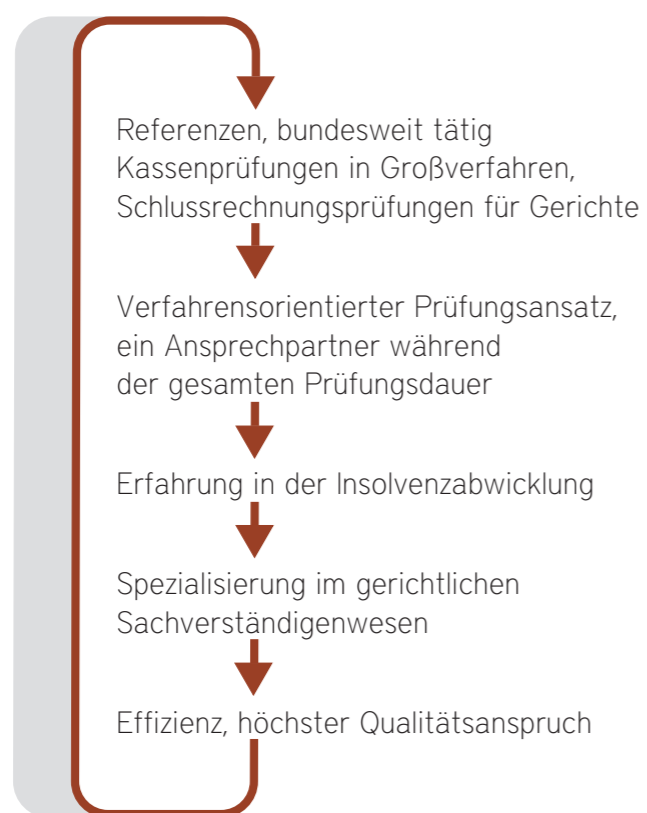 Referenzen, bundesweit tätig
Kassenprüfungen in Großverfahren,
Schlussrechnungsprüfungen für Gerichte
Verfahrensorientierter Prüfungsansatz,
ein Ansprechpartner während
der gesamten Prüfungsdauer
Erfahrung in der Insolvenzabwicklung
Spezialisierung im gerichtlichen
Sachverständigenwesen
Effizienz, höchster Qualitätsanspruch